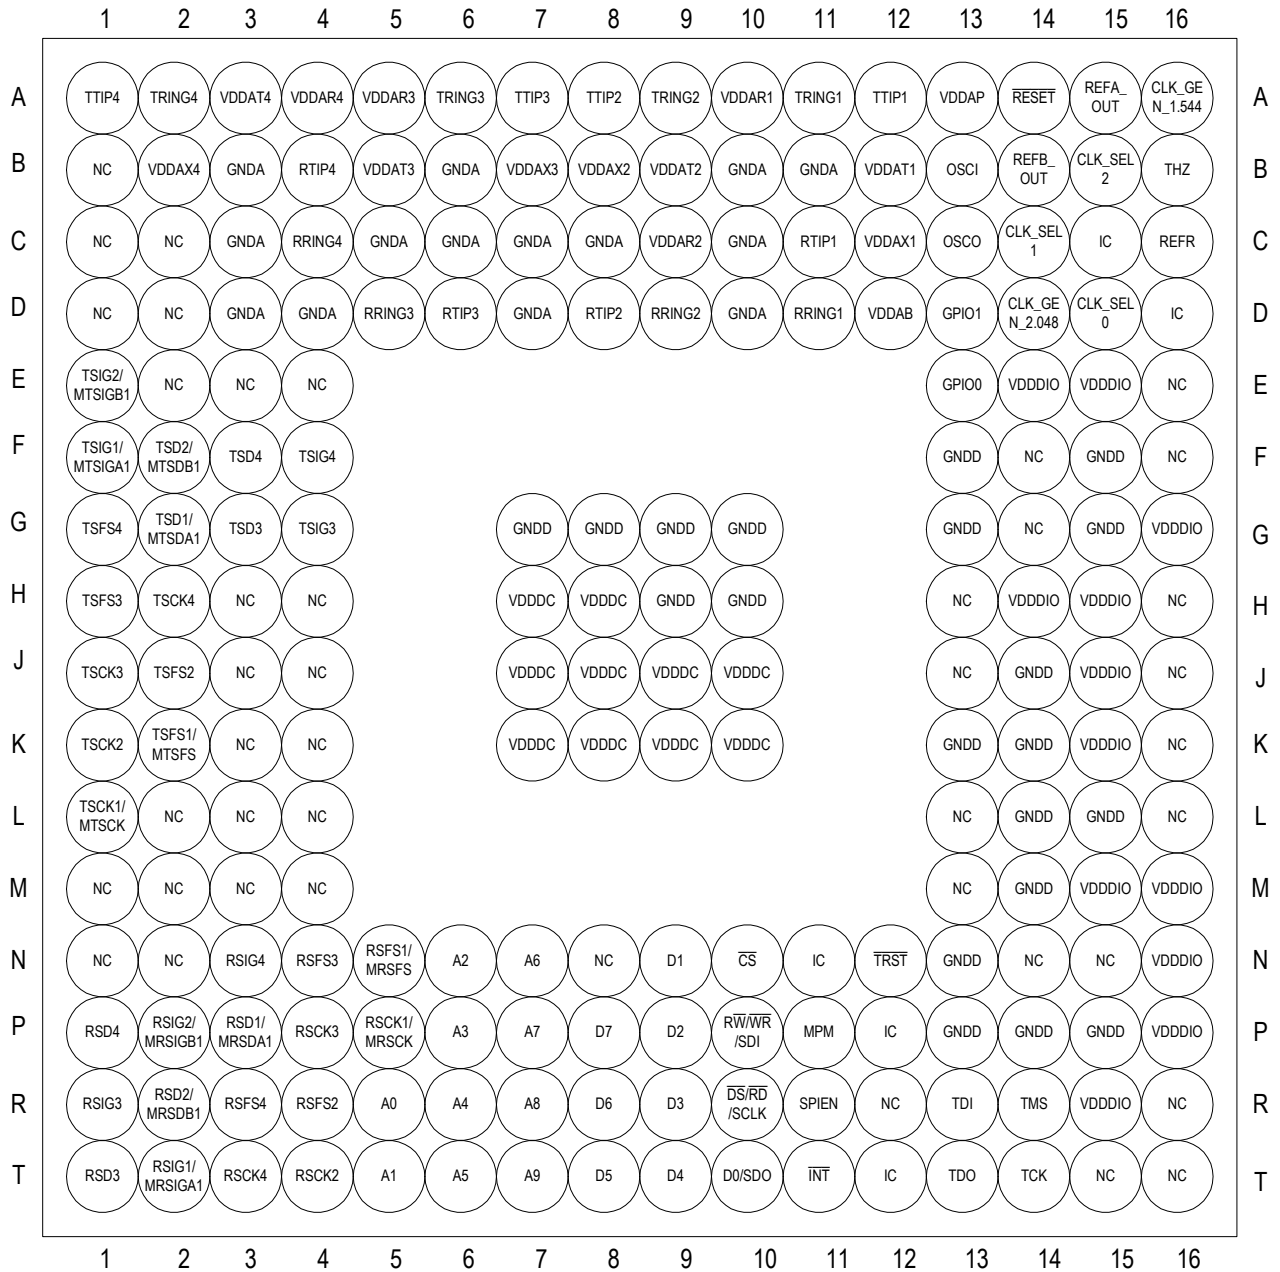 1 2 3 4 5 6 7 8 9 10 11 12 13 14 15 16
A TTIP4 TRING4 VDDAT4 VDDAR4 VDDAR3 TRING3 TTIP3 TTIP2 TRING2 VDDAR1 TRING1 TTIP1 VDDAP RESET REFA_ CLK_GE A
OUT N_1.544
B NC VDDAX4 GNDA RTIP4 VDDAT3 GNDA VDDAX3 VDDAX2 VDDAT2 GNDA GNDA VDDAT1 OSCI REFB_ CLK_SEL THZ B
OUT 2
C NC NC GNDA RRING4 GNDA GNDA GNDA GNDA VDDAR2 GNDA RTIP1 VDDAX1 OSCO CLK_SEL IC REFR C
1
D NC NC GNDA GNDA RRING3 RTIP3 GNDA RTIP2 RRING2 GNDA RRING1 VDDAB GPIO1 CLK_GE CLK_SEL IC D
N_2.048 0
E TSIG2/ NC NC NC GPIO0 VDDDIO VDDDIO NC E
MTSIGB1
F TSIG1/ TSD2/ TSD4 TSIG4 GNDD NC GNDD NC F
MTSIGA1 MTSDB1
G TSFS4 TSD1/ TSD3 TSIG3 GNDD GNDD GNDD GNDD GNDD NC GNDD VDDDIO G
MTSDA1
H TSFS3 TSCK4 NC NC VDDDC VDDDC GNDD GNDD NC VDDDIO VDDDIO NC H
J TSCK3 TSFS2 NC NC VDDDC VDDDC VDDDC VDDDC NC GNDD VDDDIO NC J
K TSCK2 TSFS1/ NC NC VDDDC VDDDC VDDDC VDDDC GNDD GNDD VDDDIO NC K
MTSFS
L TSCK1/ NC NC NC NC GNDD GNDD NC L
MTSCK
M NC NC NC NC NC GNDD VDDDIO VDDDIO M
N NC NC RSIG4 RSFS3 RSFS1/ A2 A6 NC D1 CS IC TRST GNDD NC NC VDDDIO N
MRSFS
P RSD4 RSIG2/ RSD1/ RSCK3 RSCK1/ A3 A7 D7 D2 RW/WR MPM IC GNDD GNDD GNDD VDDDIO P
MRSIGB1 MRSDA1 MRSCK /SDI
R RSIG3 RSD2/ RSFS4 RSFS2 A0 A4 A8 D6 D3 DS/RD SPIEN NC TDI TMS VDDDIO NC R
MRSDB1 /SCLK
T RSD3 RSIG1/ RSCK4 RSCK2 A1 A5 A9 D5 D4 D0/SDO INT IC TDO TCK NC NC T
MRSIGA1
1 2 3 4 5 6 7 8 9 10 11 12 13 14 15 16